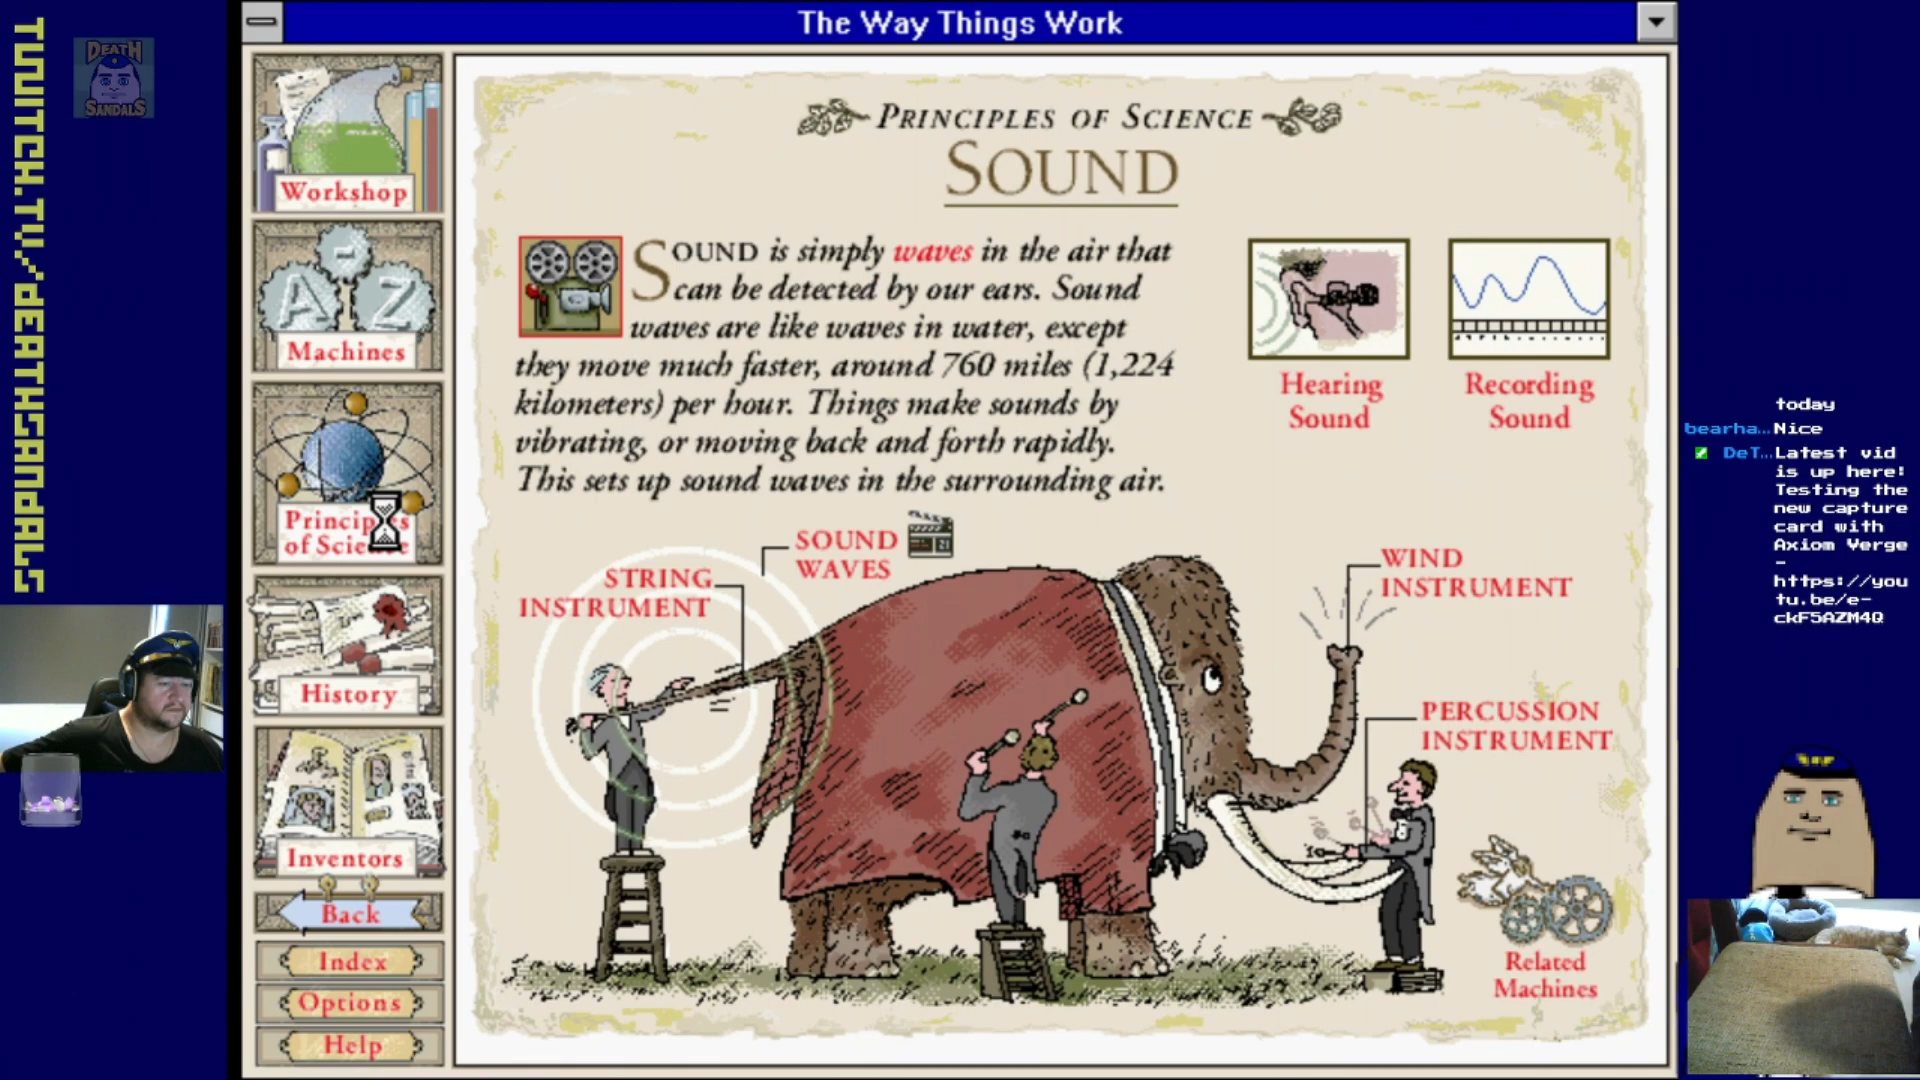 TWITCH.TV/DEATHSANDALS
DEATH
SANDALS
The Way Things Work
Workshop
A-Z
Machines
Principles
of Science
History
Inventors
Back
Index
Options
Help
PRINCIPLES OF SCIENCE
SOUND
SOUND is simply waves in the air that
can be detected by our ears. Sound
waves are like waves in water, except
they move much faster, around 760 miles (1,224
kilometers) per hour. Things make sounds by
vibrating, or moving back and forth rapidly.
This sets up sound waves in the surrounding air.
Hearing
Sound
Recording
Sound
SOUND
WAVES
STRING
INSTRUMENT
WIND
INSTRUMENT
PERCUSSION
INSTRUMENT
Related
Machines
today
bearha...Nice
DeT...Latest vid
is up here:
Testing the
new capture
card with
Axiom Verge
-
https://you
tu.be/e-
ckF5AZM4Q